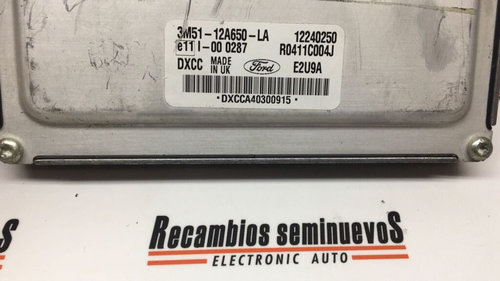 3M51-12A650-LA 12240250
e11 I-00 0287 R0411C004J
DXCC MADE IN UK Ford E2U9A
*DXCCA40300915*
Recambios seminuevoS
ELECTRONIC AUTO